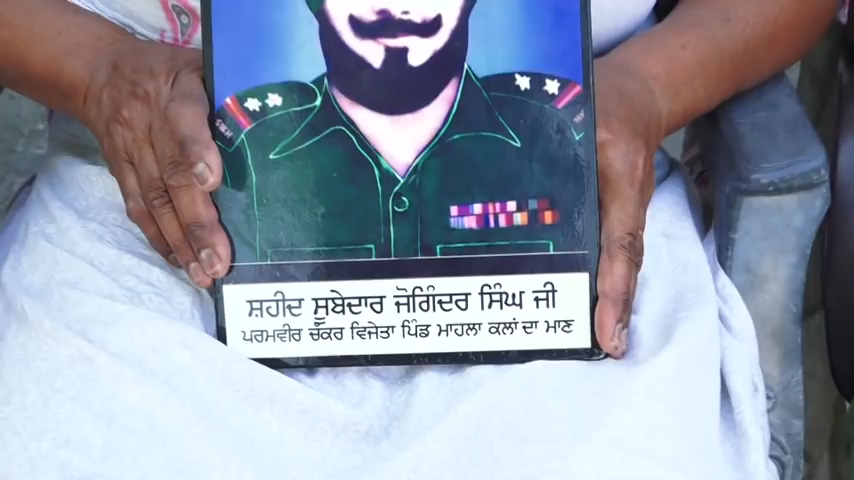 ਸ਼ਹੀਦ ਸੂਬੇਦਾਰ ਜੋਗਿੰਦਰ ਸਿੰਘ ਜੀ
ਪਰਮਵੀਰ ਚੱਕਰ ਵਿਜੇਤਾ ਪਿੰਡ ਮਾਹਲਾ ਕਲਾਂ ਦਾ ਮਾਣ